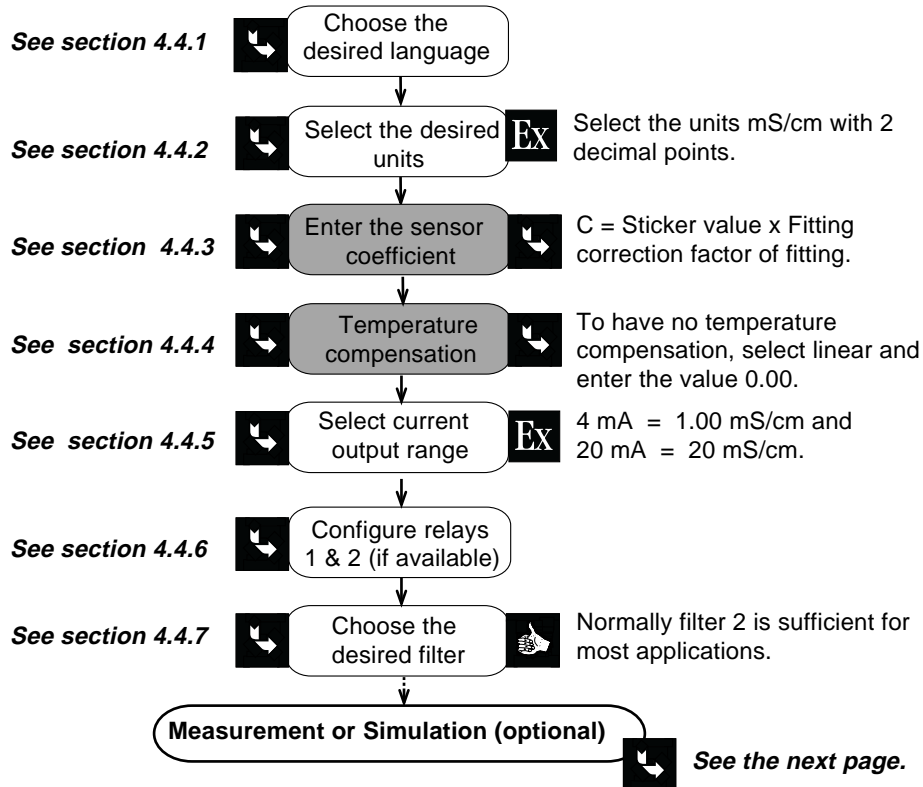 See section 4.4.1
Choose the
desired language
See section 4.4.2
Select the desired
units
Ex
Select the units mS/cm with 2
decimal points.
See section 4.4.3
Enter the sensor
coefficient
C = Sticker value x Fitting
correction factor of fitting.
See section 4.4.4
Temperature
compensation
To have no temperature
compensation, select linear and
enter the value 0.00.
See section 4.4.5
Select current
output range
Ex
4 mA = 1.00 mS/cm and
20 mA = 20 mS/cm.
See section 4.4.6
Configure relays
1 & 2 (if available)
See section 4.4.7
Choose the
desired filter
Normally filter 2 is sufficient for
most applications.
Measurement or Simulation (optional)
See the next page.